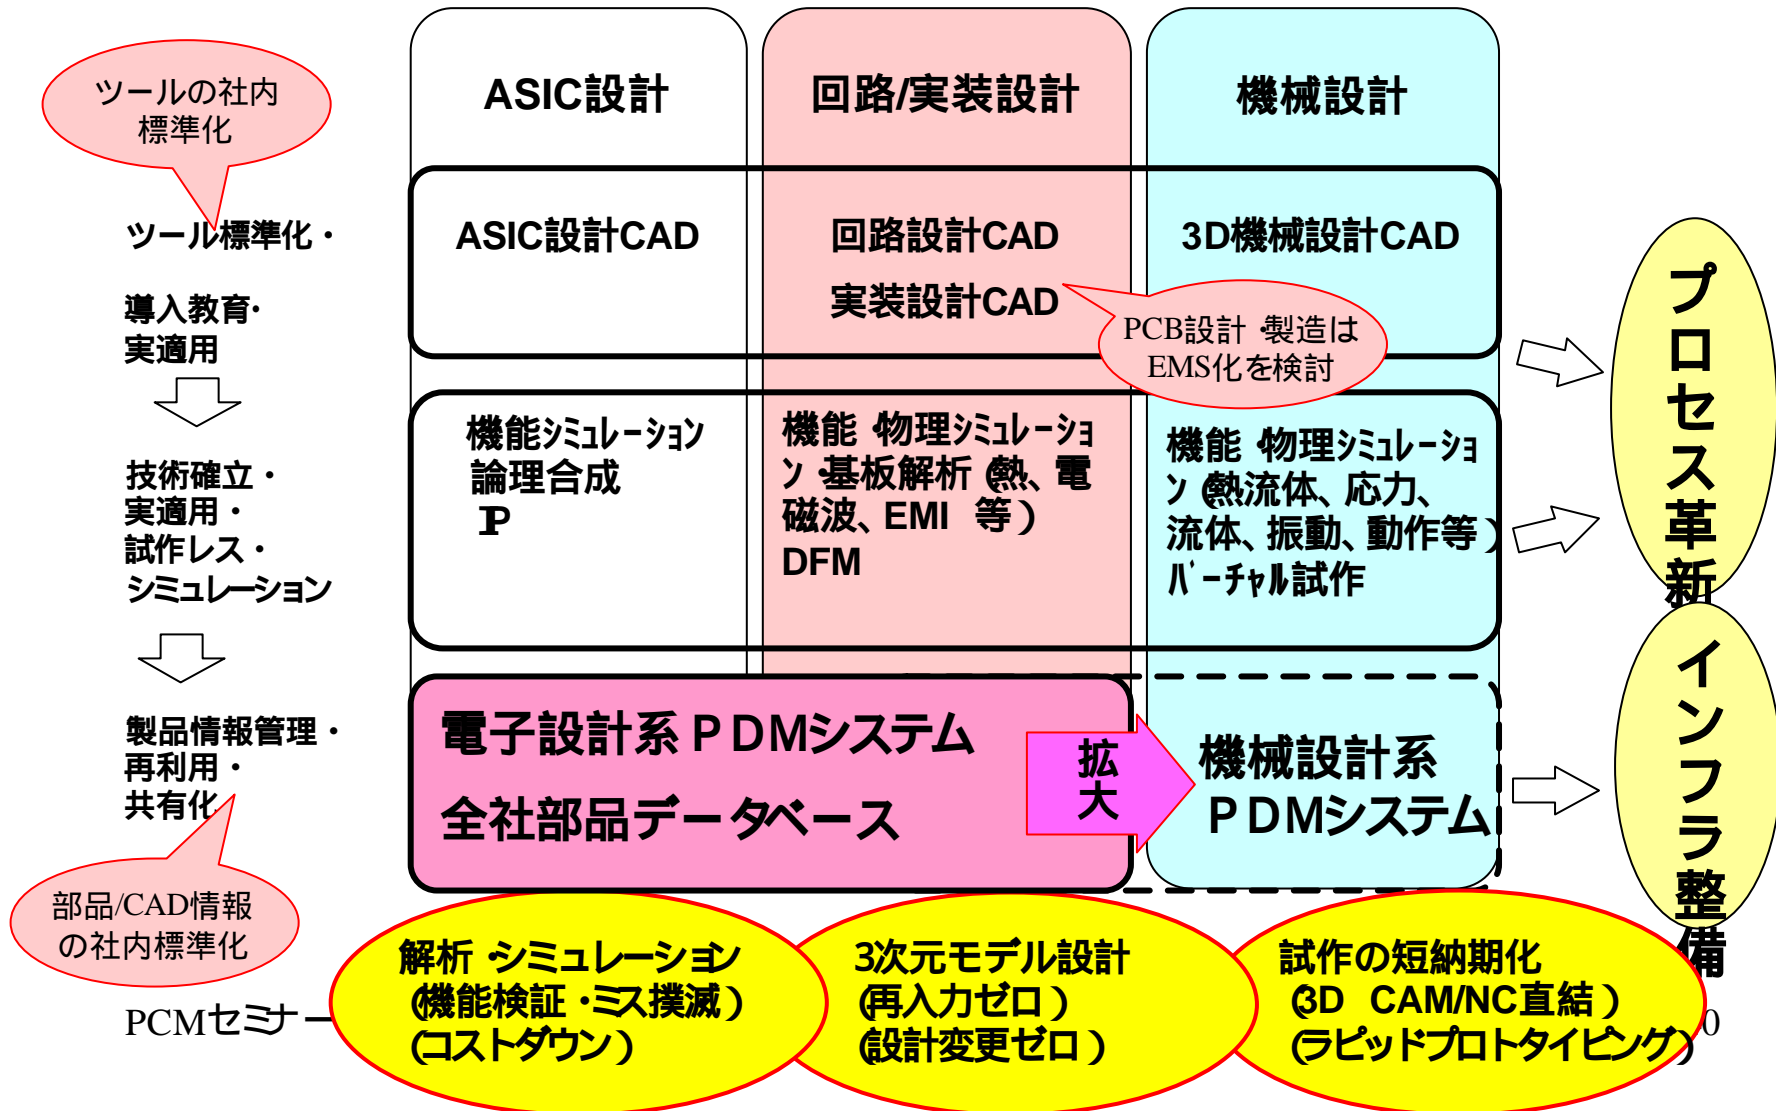 ツールの社内
標準化
ASIC設計
回路/実装設計
機械設計
ツール標準化・
導入教育・
実適用
ASIC設計CAD
回路設計CAD
実装設計CAD
3D機械設計CAD
PCB設計・製造は
EMS化を検討
技術確立・
実適用・
試作レス・
シミュレーション
機能ｼﾐｭﾚｰｼｮﾝ
論理合成
IP
機能・物理ｼﾐｭﾚｰｼｮ
ﾝ・基板解析（熱、電
磁波、EMI 等）
DFM
機能・物理ｼﾐｭﾚｰｼｮ
ﾝ（熱流体、応力、
流体、振動、動作等）
ﾊﾞｰﾁｬﾙ試作
プロセス革新
製品情報管理・
再利用・
共有化
電子設計系ＰＤＭシステム
全社部品データベース
拡大
機械設計系
ＰＤＭシステム
インフラ整備
部品/CAD情報
の社内標準化
解析・シミュレーション
（機能検証・ミス撲滅）
（コストダウン）
3次元モデル設計
（再入力ゼロ）
（設計変更ゼロ）
試作の短納期化
（3D CAM/NC直結）
（ラピッドプロトタイピング）
PCMセミナー
0